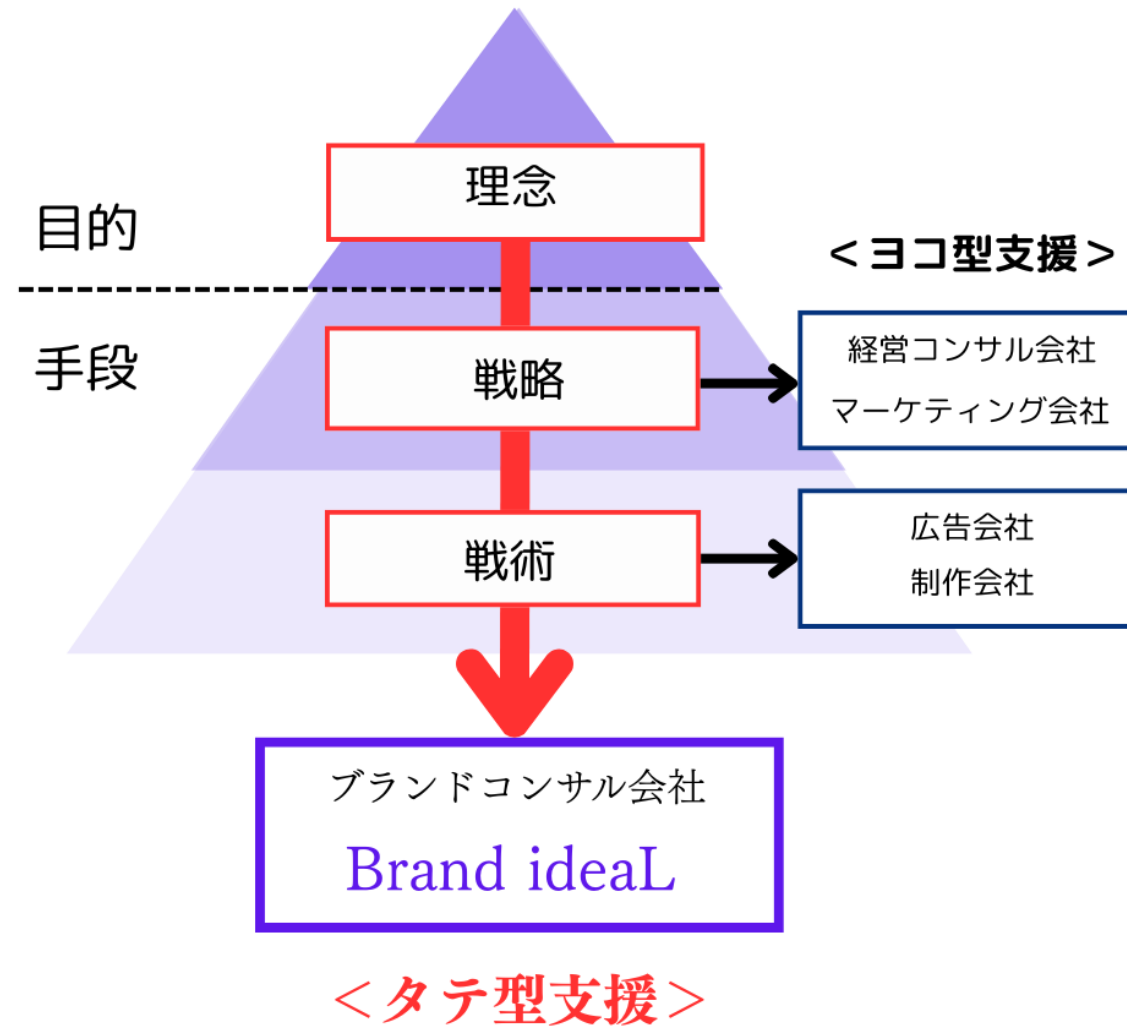 理念
目的
＜ヨコ型支援＞
手段
戦略
経営コンサル会社
マーケティング会社
戦術
広告会社
制作会社
ブランドコンサル会社
Brand ideaL
＜タテ型支援＞